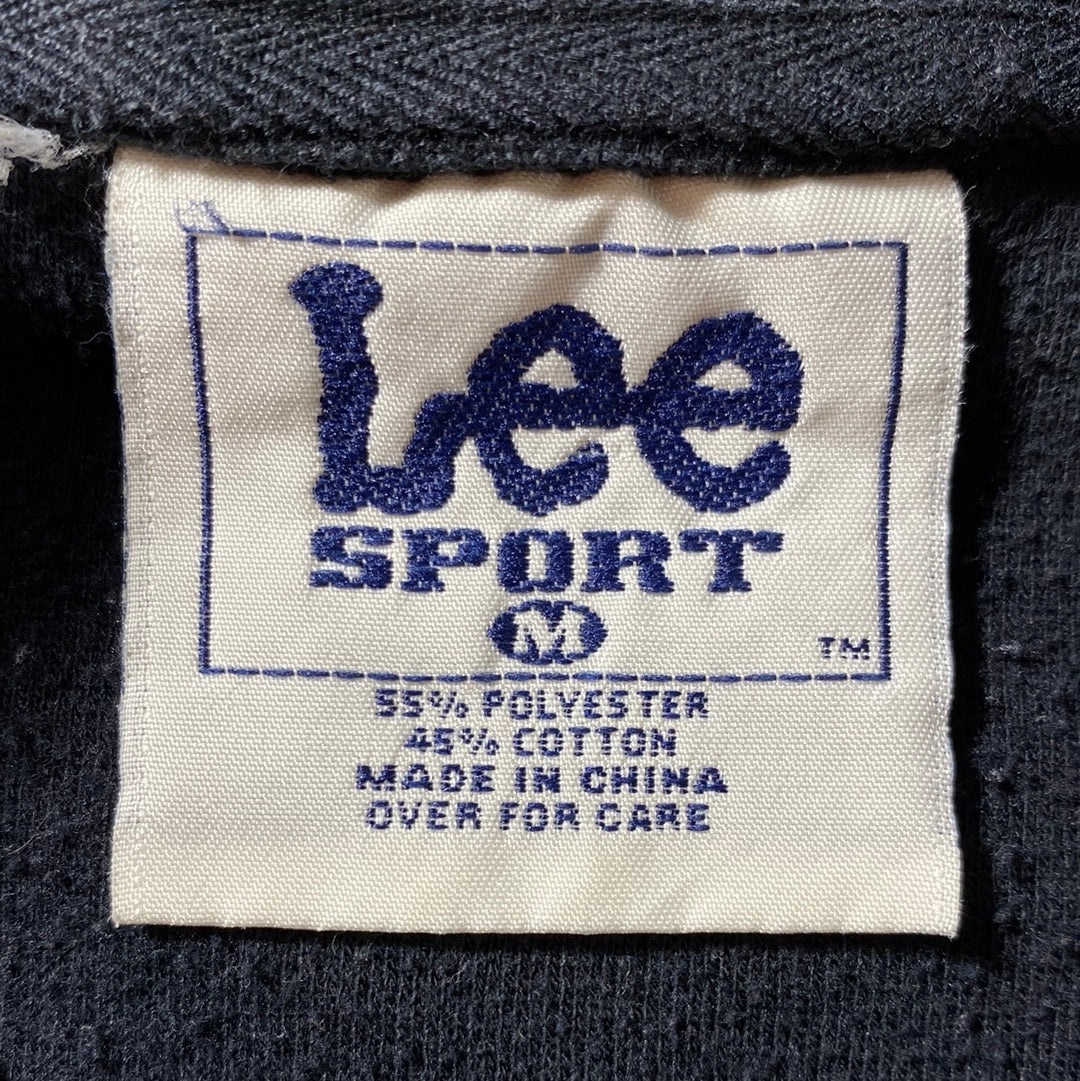 Lee
SPORT
M
TM
55% POLYESTER
45% COTTON
MADE IN CHINA
OVER FOR CARE